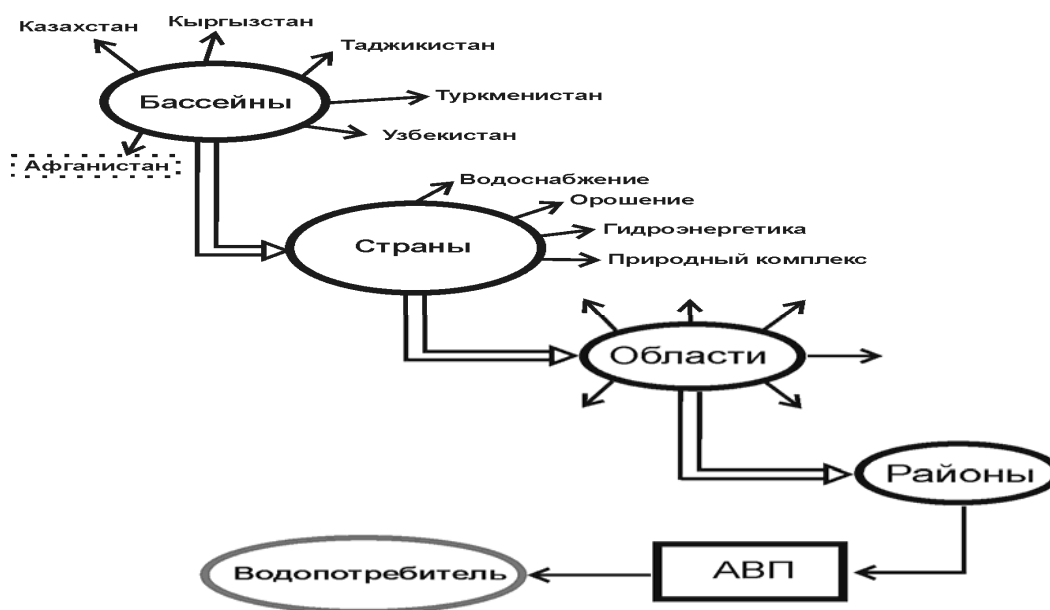 Казахстан
Кыргызстан
Таджикистан
Бассейны
Туркменистан
Узбекистан
Афганистан
Водоснабжение
Орошение
Страны
Гидроэнергетика
Природный комплекс
Области
Районы
Водопотребитель
АВП